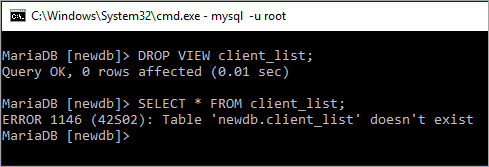 C:\Windows\System32\cmd.exe - mysql -u root
MariaDB [newdb]> DROP VIEW client_list;
Query OK, 0 rows affected (0.01 sec)
MariaDB [newdb]> SELECT * FROM client_list;
ERROR 1146 (42S02): Table 'newdb.client_list' doesn't exist
MariaDB [newdb]>